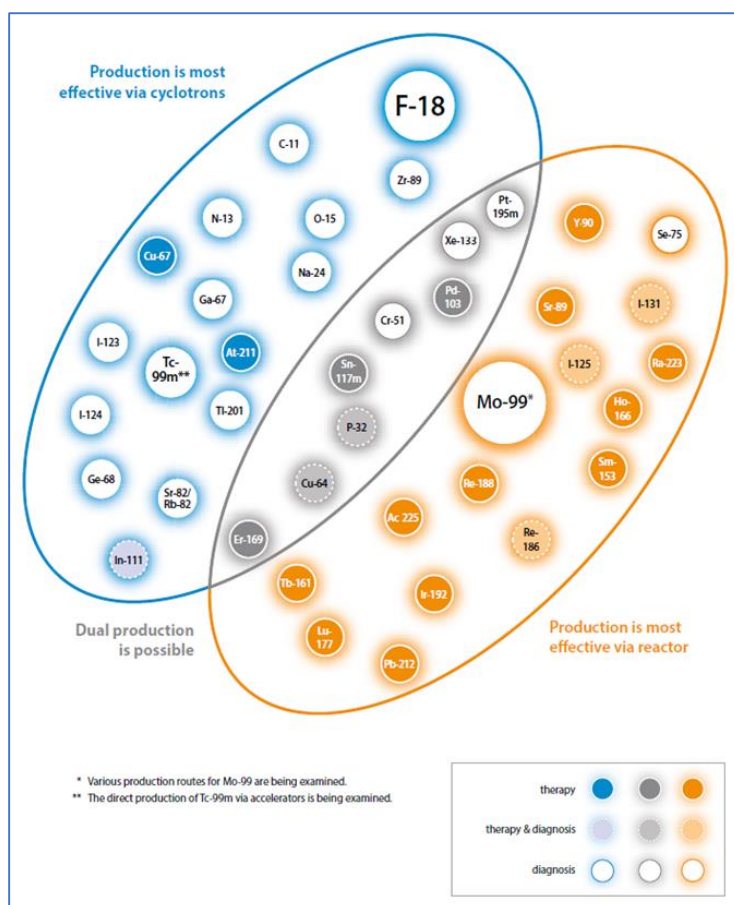 Production is most
effective via cyclotrons
F-18
C-11
Zr-89
Pt-
195m
N-13
O-15
Y-90
Se-75
Xe-133
Cu-67
Na-24
Pd-
103
Ga-67
I-131
Sr-89
Cr-51
I-123
At-211
Tc-
99m**
I-125
Ra-223
Sn-
117m
Mo-99*
Ho-
166
I-124
Tl-201
P-32
Sm-
153
Ge-68
Sr-82/
Rb-82
Cu-64
Re-188
Ac 225
Er-169
Re-
186
In-111
Tb-161
Ir-192
Dual production
is possible
Lu-
177
Production is most
effective via reactor
Pb-212
* Various production routes for Mo-99 are being examined.
** The direct production of Tc-99m via accelerators is being examined.
therapy
therapy & diagnosis
diagnosis